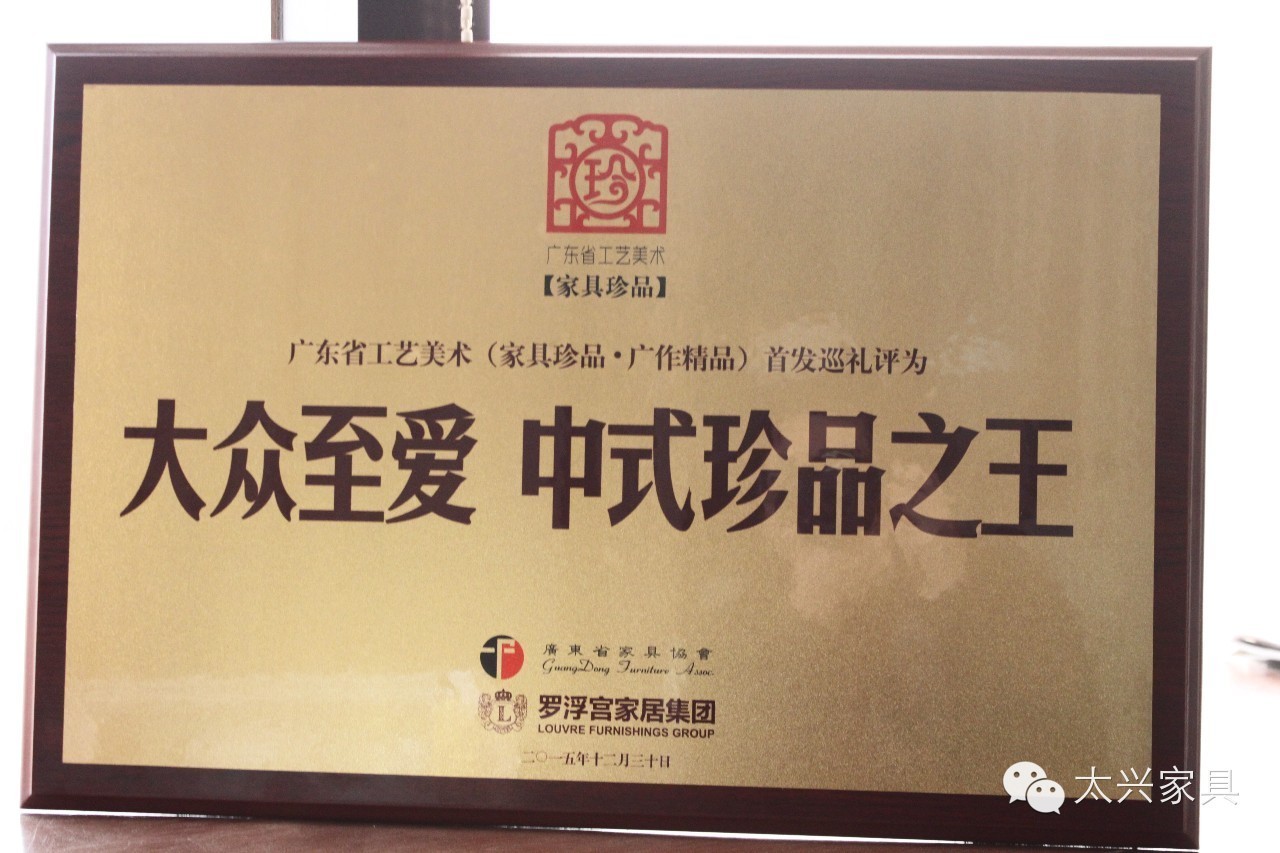 珍
广东省工艺美术
【家具珍品】
广东省工艺美术（家具珍品·广作精品）首发巡礼评为
大众至爱 中式珍品之王
廣東省家具協會
GuangDong Furniture Assoc.
L
罗浮宫家居集团
LOUVRE FURNISHINGS GROUP
二〇一五年十二月三十日
太兴家具